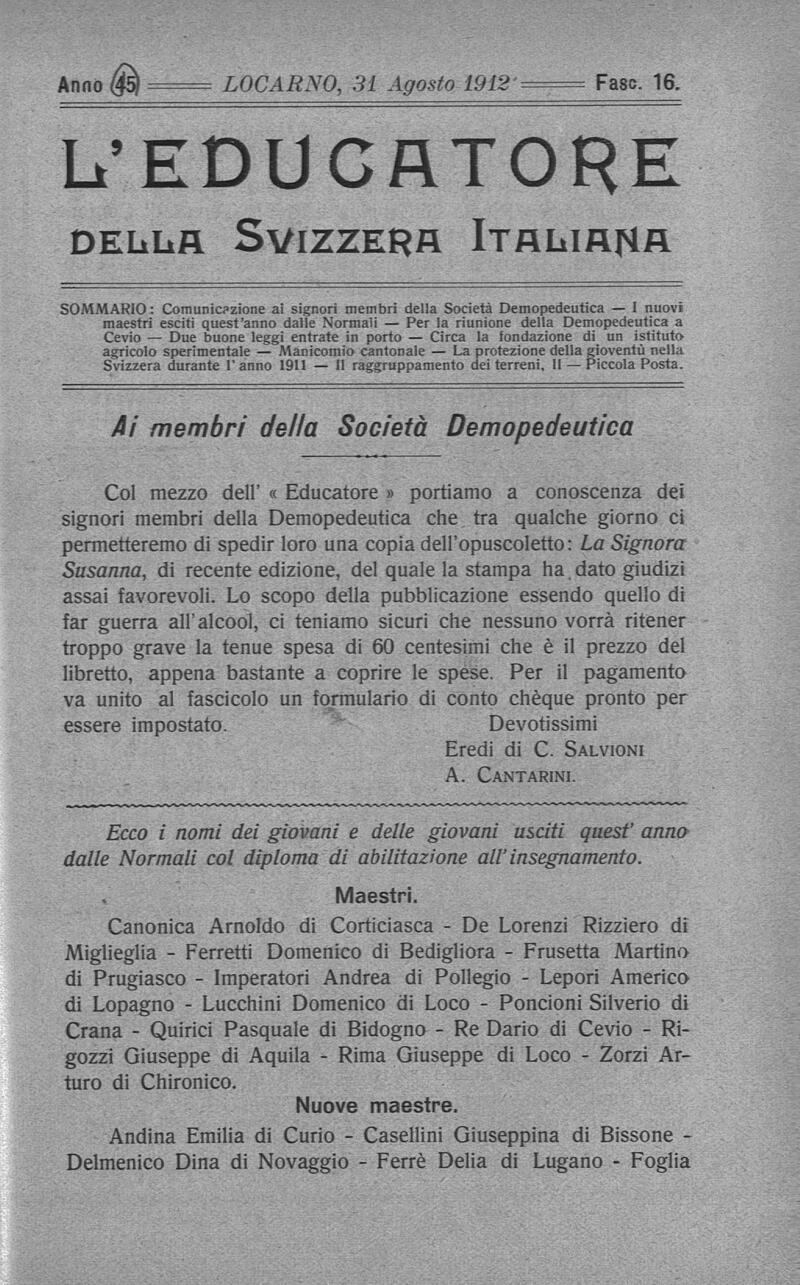 Anno 45 LOCARNO, 31 Agosto 1912 Fasc. 16.
L'EDUCATORE
DELLA SVIZZERA ITALIANA
SOMMARIO: Comunicazione ai signori membri della Società Demopedeutica — I nuovi
maestri esciti quest'anno dalle Normali — Per la riunione della Demopedeutica a
Cevio — Due buone leggi entrate in porto — Circa la fondazione di un istituto
agricolo sperimentale — Manicomio cantonale — La protezione della gioventù nella
Svizzera durante l'anno 1911 — Il raggruppamento dei terreni, II — Piccola Posta.
Ai membri della Società Demopedeutica
Col mezzo dell' « Educatore » portiamo a conoscenza dei
signori membri della Demopedeutica che tra qualche giorno ci
permetteremo di spedir loro una copia dell'opuscoletto: La Signora
Susanna, di recente edizione, del quale la stampa ha dato giudizi
assai favorevoli. Lo scopo della pubblicazione essendo quello di
far guerra all'alcool, ci teniamo sicuri che nessuno vorrà ritener
troppo grave la tenue spesa di 60 centesimi che è il prezzo del
libretto, appena bastante a coprire le spese. Per il pagamento
va unito al fascicolo un formulario di conto chèque pronto per
essere impostato. Devotissimi
Eredi di C. SALVIONI
A. CANTARINI.
Ecco i nomi dei giovani e delle giovani usciti quest' anno
dalle Normali col diploma di abilitazione all'insegnamento.
Maestri.
Canonica Arnoldo di Corticiasca - De Lorenzi Rizziero di
Miglieglia - Ferretti Domenico di Bedigliora - Frusetta Martino
di Prugiasco - Imperatori Andrea di Pollegio - Lepori Americo
di Lopagno - Lucchini Domenico di Loco - Poncioni Silverio di
Crana - Quirici Pasquale di Bidogno - Re Dario di Cevio - Ri-
gozzi Giuseppe di Aquila - Rima Giuseppe di Loco - Zorzi Ar-
turo di Chironico.
Nuove maestre.
Andina Emilia di Curio - Casellini Giuseppina di Bissone -
Delmenico Dina di Novaggio - Ferrè Delia di Lugano - Foglia